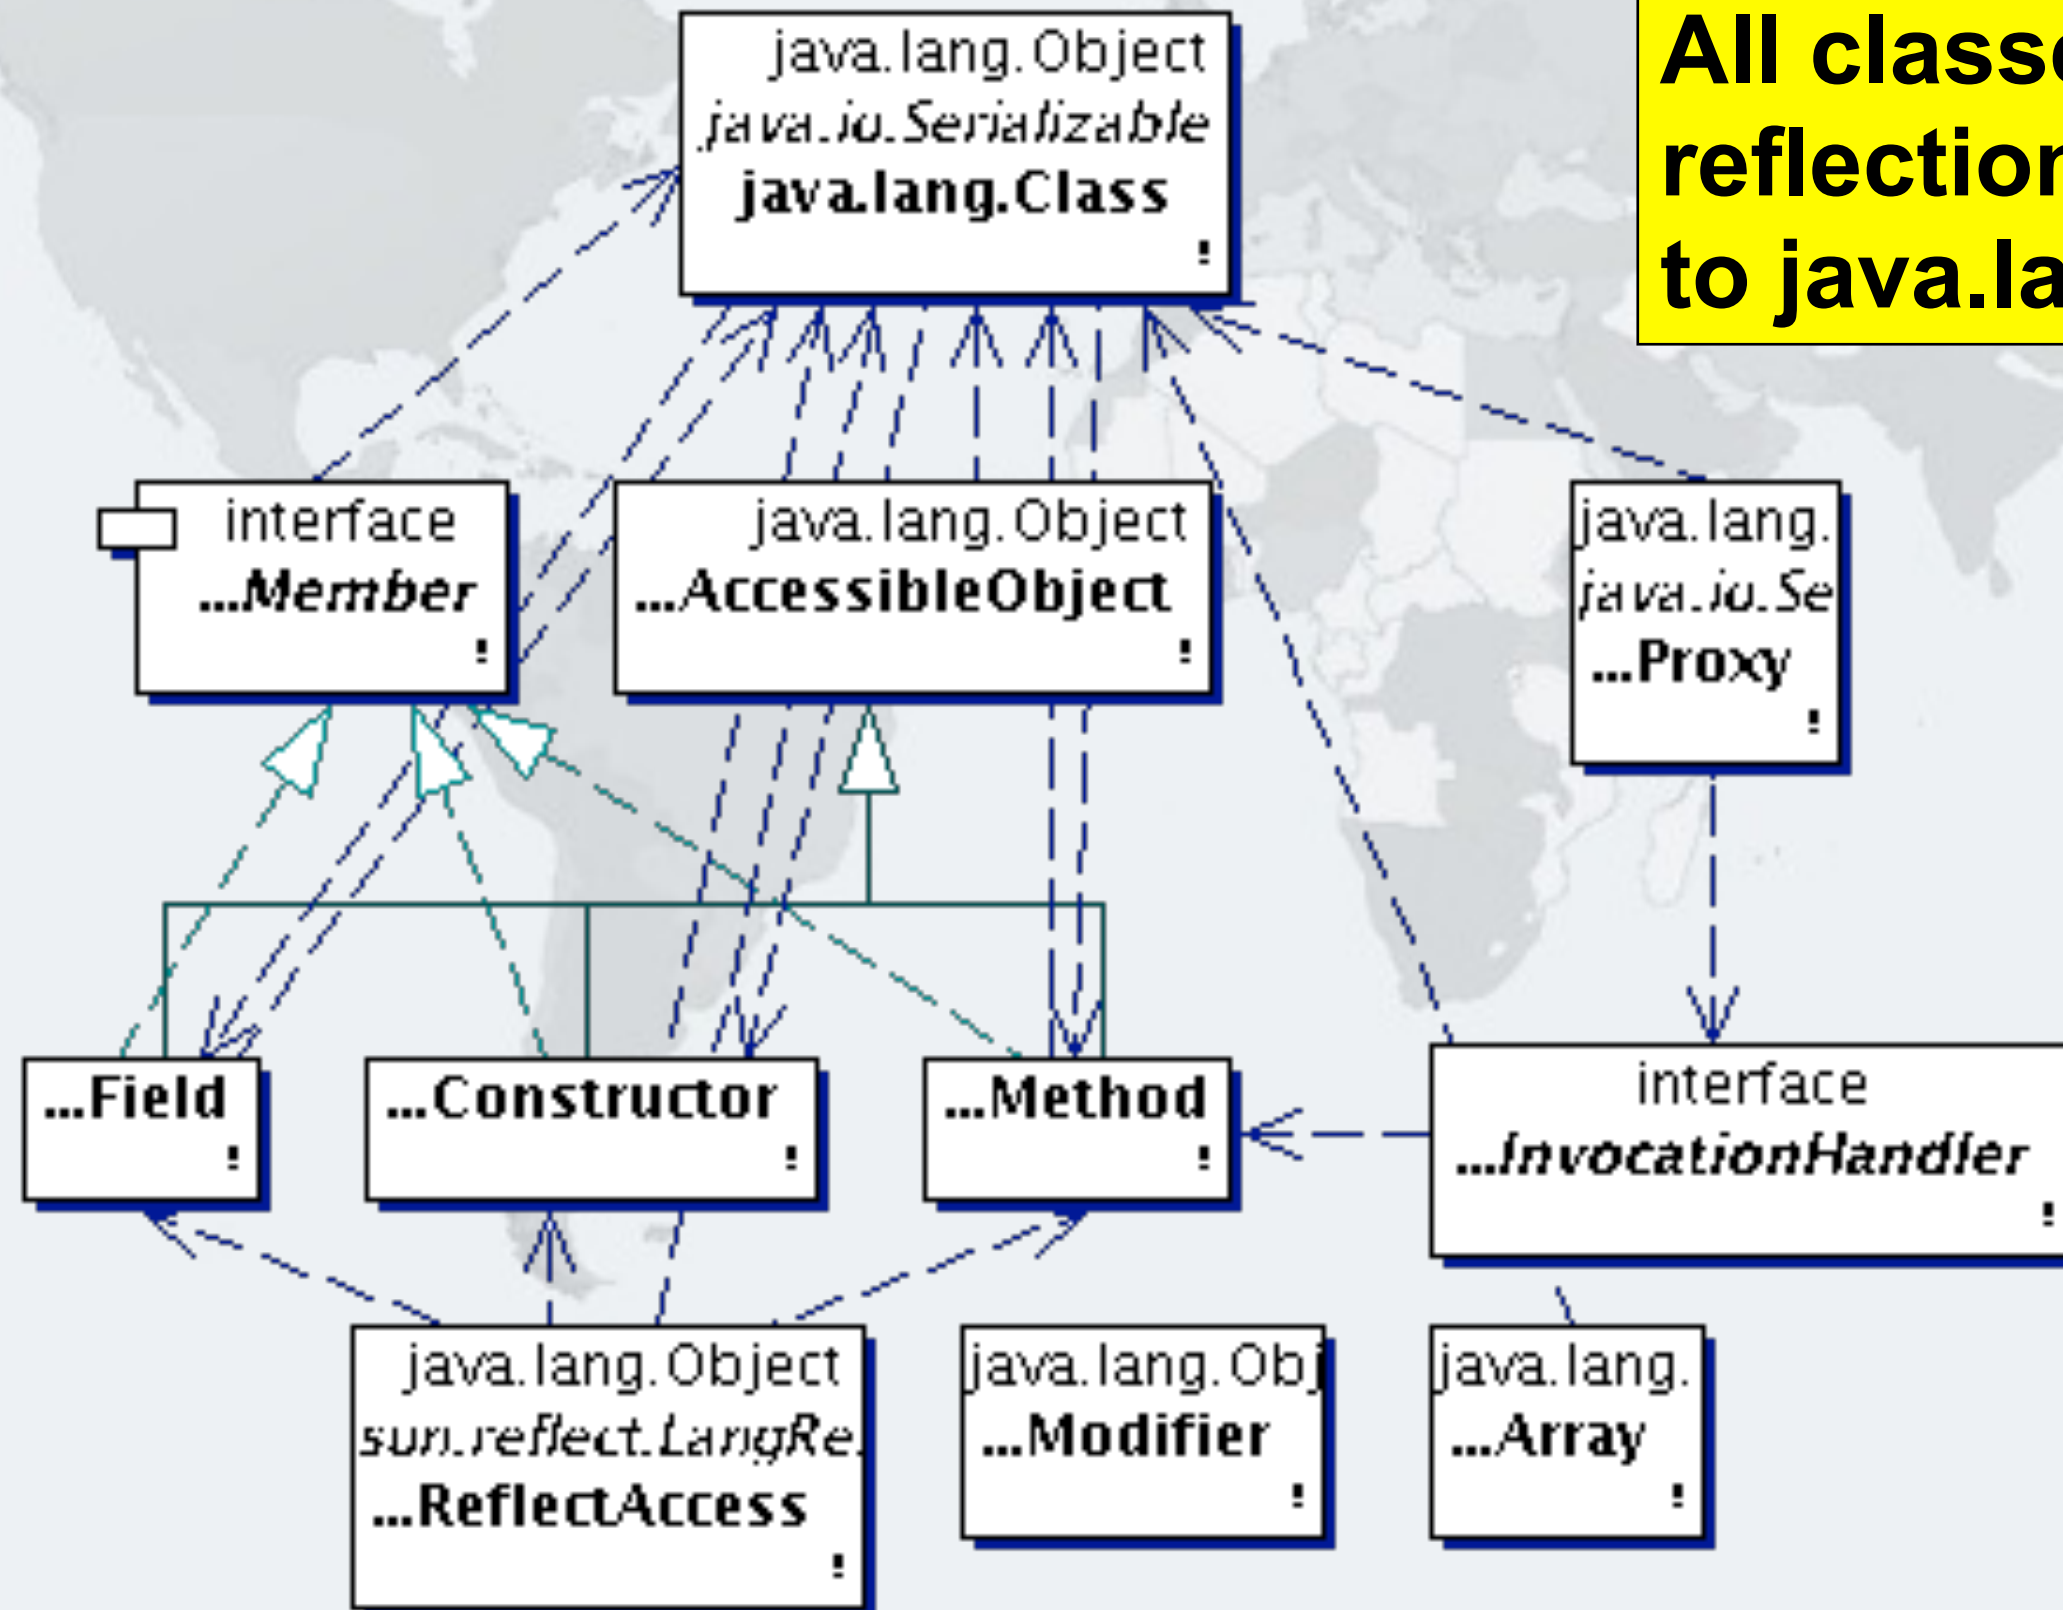 java.lang.Object
java.io.Serializable
java.lang.Class
!
All classe
reflection
to java.la
interface
...Member
!
java.lang.Object
...AccessibleObject
!
java.lang.
java.io.Se
...Proxy
!
...Field
!
...Constructor
!
...Method
!
interface
...InvocationHandler
!
java.lang.Object
sun.reflect.LangRe
...ReflectAccess
!
java.lang.Obj
...Modifier
!
java.lang.
...Array
!